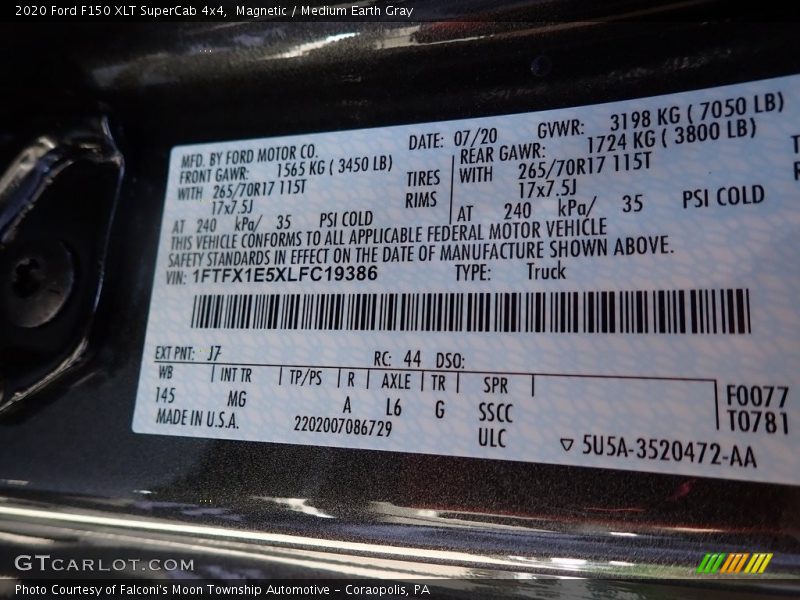 2020 Ford F150 XLT SuperCab 4x4, Magnetic / Medium Earth Gray
MFD. BY FORD MOTOR CO. DATE: 07/20 GVWR: 3198 KG ( 7050 LB)
FRONT GAWR: 1565 KG ( 3450 LB) REAR GAWR: 1724 KG ( 3800 LB)
WITH 265/70R17 115T TIRES WITH 265/70R17 115T
17x7.5J RIMS 17x7.5J
AT 240 kPa/ 35 PSI COLD AT 240 kPa/ 35 PSI COLD
THIS VEHICLE CONFORMS TO ALL APPLICABLE FEDERAL MOTOR VEHICLE
SAFETY STANDARDS IN EFFECT ON THE DATE OF MANUFACTURE SHOWN ABOVE.
VIN: 1FTFX1E5XLFC19386 TYPE: Truck
EXT PNT: J7 RC: 44 DSO:
WB INT TR TP/PS R AXLE TR SPR
145 MG A L6 G SSCC
F0077
T0781
MADE IN U.S.A. 2202007086729 ULC 5U5A-3520472-AA
GTCARLOT.COM
Photo Courtesy of Falconi's Moon Township Automotive - Coraopolis, PA